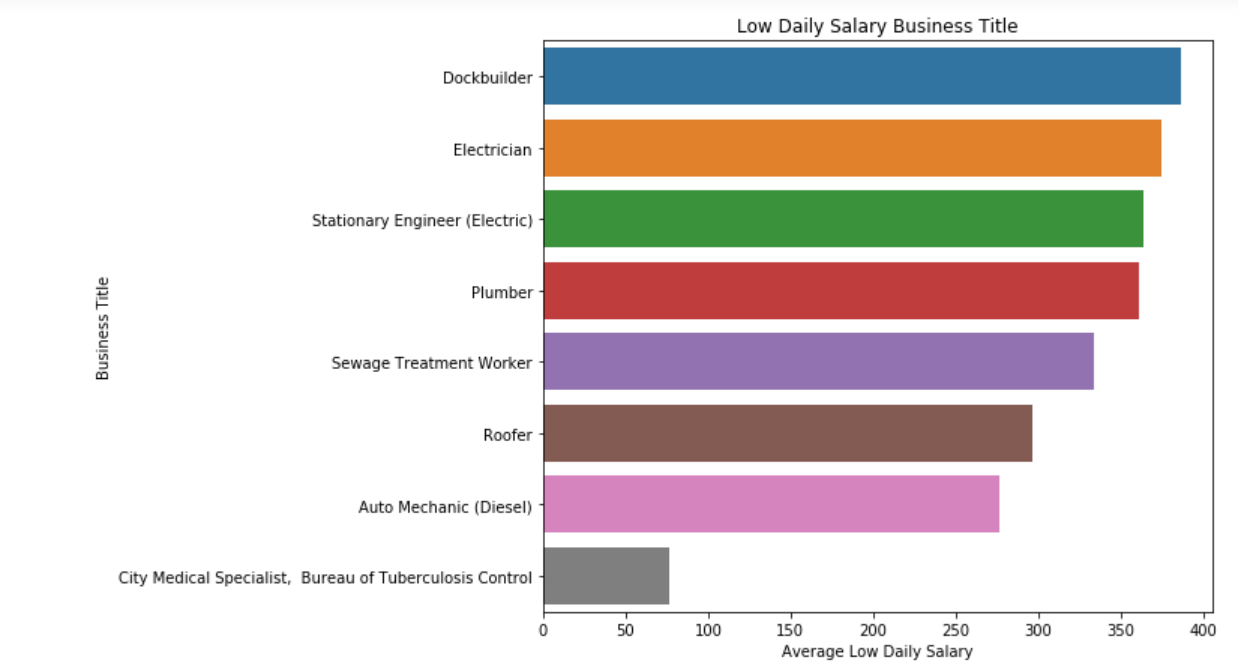 Low Daily Salary Business Title
Dockbuilder
Electrician
Stationary Engineer (Electric)
Plumber
Business Title
Sewage Treatment Worker
Roofer
Auto Mechanic (Diesel)
City Medical Specialist,  Bureau of Tuberculosis Control
0 50 100 150 200 250 300 350 400
Average Low Daily Salary